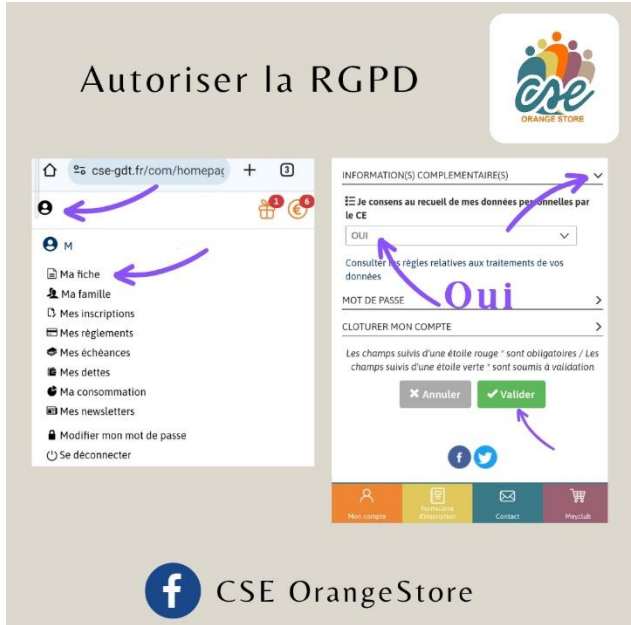 Autoriser la RGPD
cse
ORANGE STORE
cse-gdt.fr/com/homepag
3
1
€
6
M
Ma fiche
Ma famille
Mes inscriptions
Mes règlements
Mes échéances
Mes dettes
Ma consommation
Mes newsletters
Modifier mon mot de passe
Se déconnecter
INFORMATION(S) COMPLEMENTAIRE(S)
Je consens au recueil de mes données personnelles par
le CE
OUI
Consulter les règles relatives aux traitements de vos
données
Oui
MOT DE PASSE
CLOTURER MON COMPTE
Les champs suivis d'une étoile rouge * sont obligatoires / Les
champs suivis d'une étoile verte * sont soumis à validation
Annuler
Valider
Mon compte
Formulaire
d'inscription
Contact
Meyclub
CSE OrangeStore